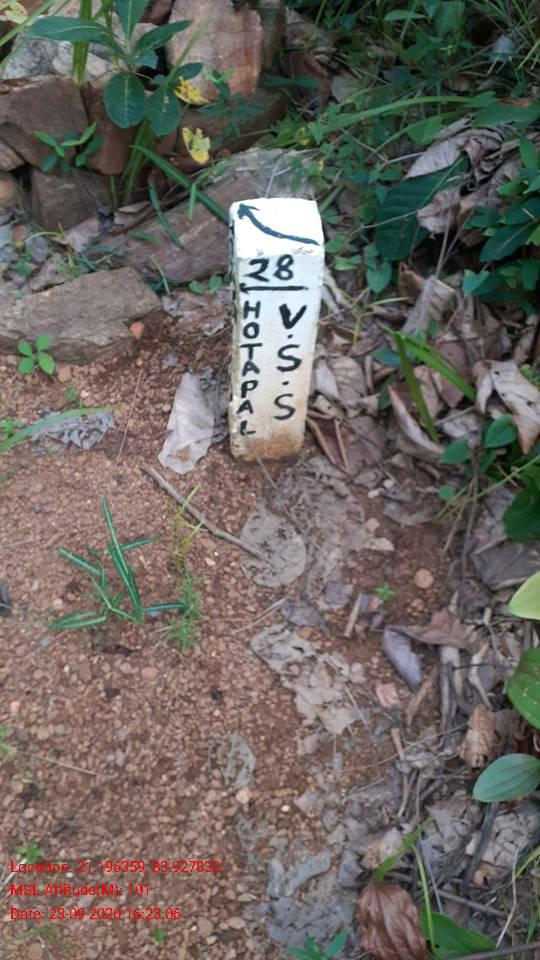 28
HOTAPAL
V.S.S
Location: 21.196359 83.927832
MSL Altitude(M): 101
Date: 23-09-2020 16:23:06